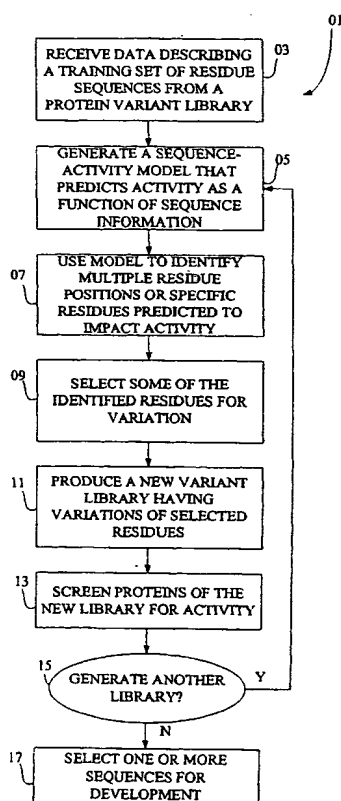 01
RECEIVE DATA DESCRIBING
A TRAINING SET OF RESIDUE
SEQUENCES FROM A
PROTEIN VARIANT LIBRARY
03
GENERATE A SEQUENCE-
ACTIVITY MODEL THAT
PREDICTS ACTIVITY AS A
FUNCTION OF SEQUENCE
INFORMATION
05
07
USE MODEL TO IDENTIFY
MULTIPLE RESIDUE
POSITIONS OR SPECIFIC
RESIDUES PREDICTED TO
IMPACT ACTIVITY
09
SELECT SOME OF THE
IDENTIFIED RESIDUES FOR
VARIATION
11
PRODUCE A NEW VARIANT
LIBRARY HAVING
VARIATIONS OF SELECTED
RESIDUES
13
SCREEN PROTEINS OF THE
NEW LIBRARY FOR ACTIVITY
15
GENERATE ANOTHER
LIBRARY?
Y
N
17
SELECT ONE OR MORE
SEQUENCES FOR
DEVELOPMENT